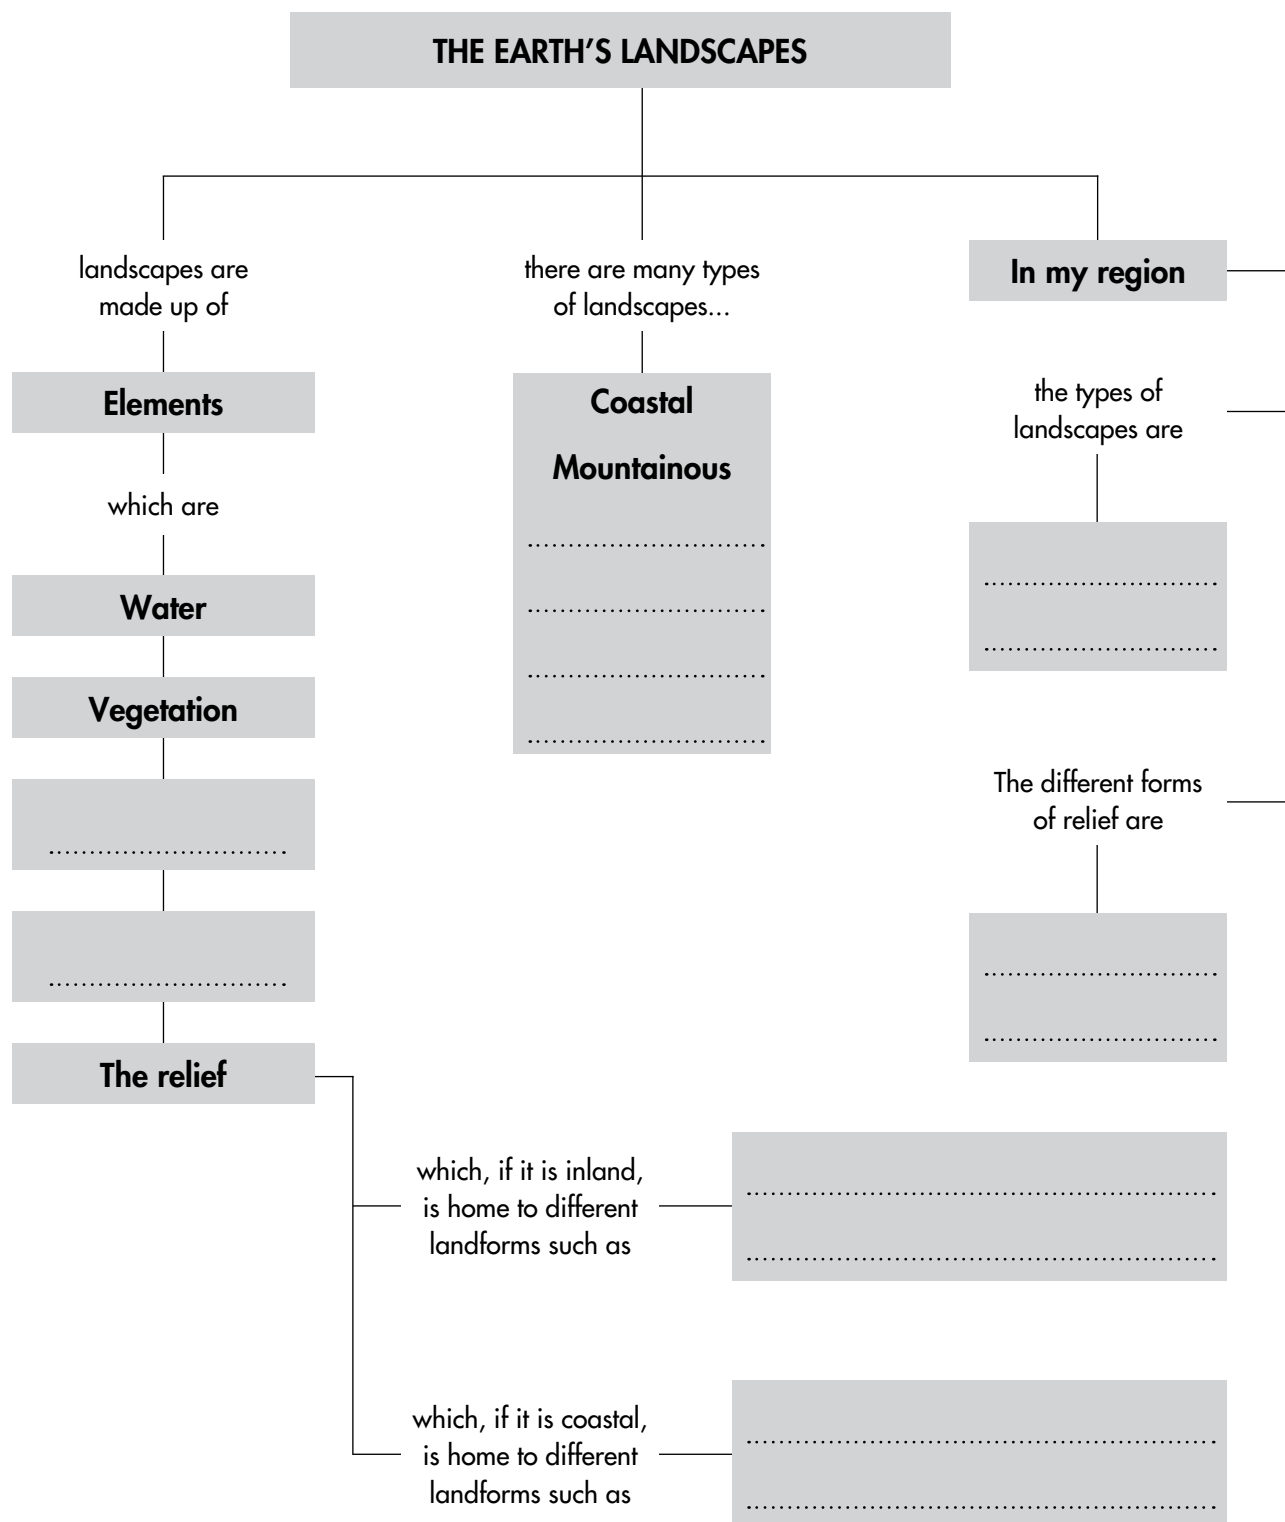 THE EARTH’S LANDSCAPES
landscapes are
made up of
Elements
which are
Water
Vegetation
The relief
there are many types
of landscapes...
Coastal
Mountainous
In my region
the types of
landscapes are
The different forms
of relief are
which, if it is inland,
is home to different
landforms such as
which, if it is coastal,
is home to different
landforms such as